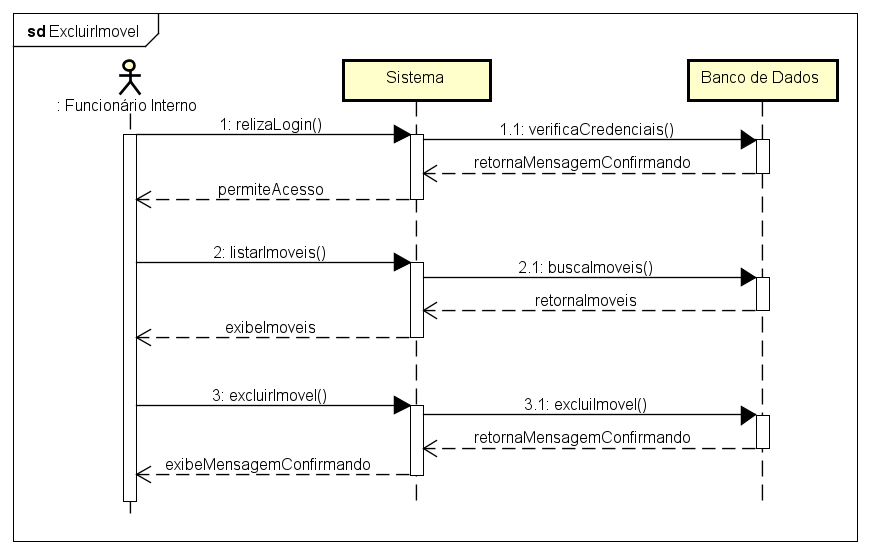 sd ExcluirImovel
: Funcionário Interno
Sistema
Banco de Dados
1: relizaLogin()
1.1: verificaCredenciais()
retornaMensagemConfirmando
permiteAcesso
2: listarImoveis()
2.1: buscaImoveis()
retornaImoveis
exibeImoveis
3: excluirImovel()
3.1: excluiImovel()
retornaMensagemConfirmando
exibeMensagemConfirmando